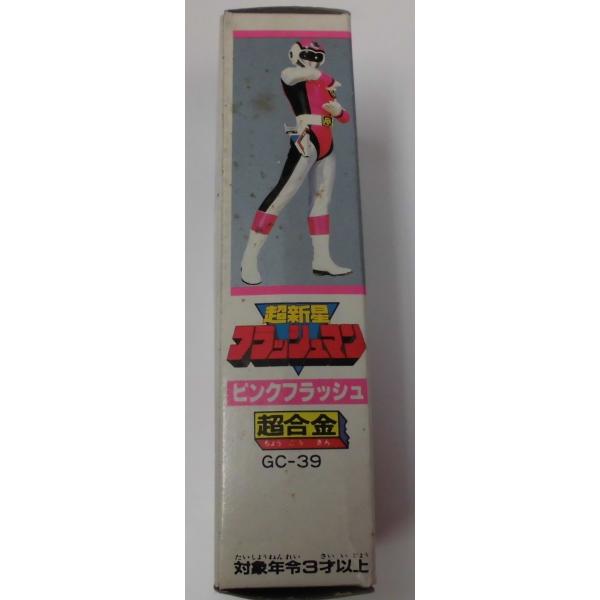 超新星
フラッシュマン
ピンクフラッシュ
超合金
ちょう ごう きん
GC-39
たいしょうねんれい さい いじょう
対象年令3才以上